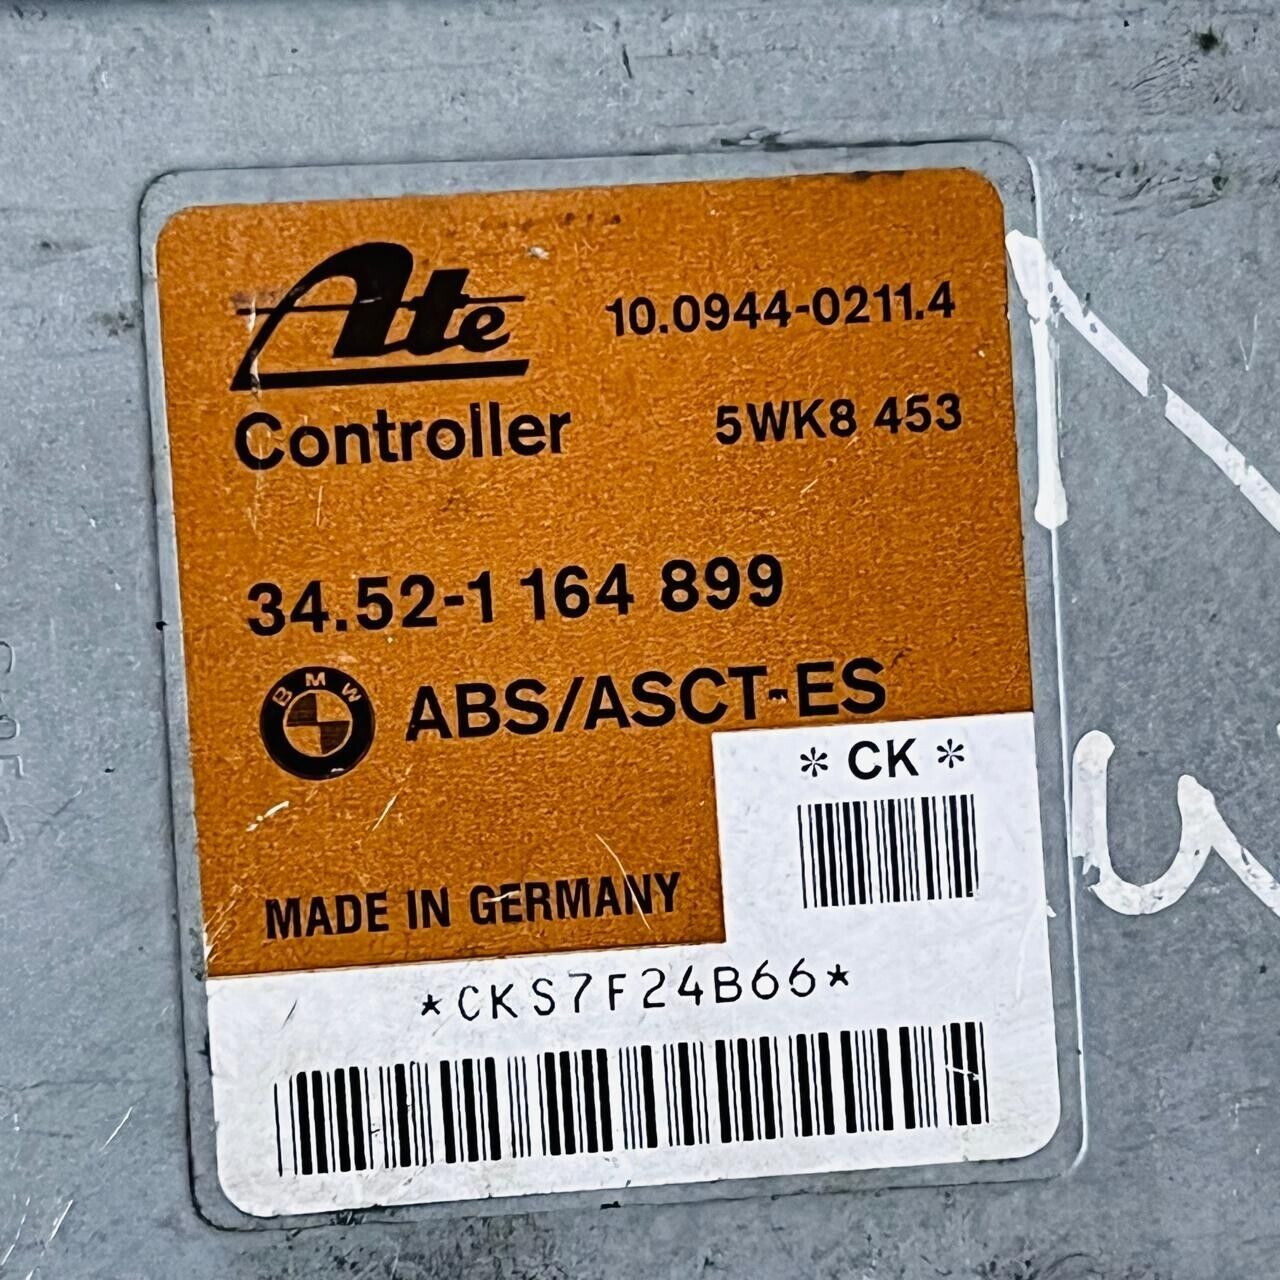 Ate
10.0944-0211.4
Controller
5WK8 453
34.52-1 164 899
BMW
ABS/ASCT-ES
* CK *
MADE IN GERMANY
*CKS7F24B66*